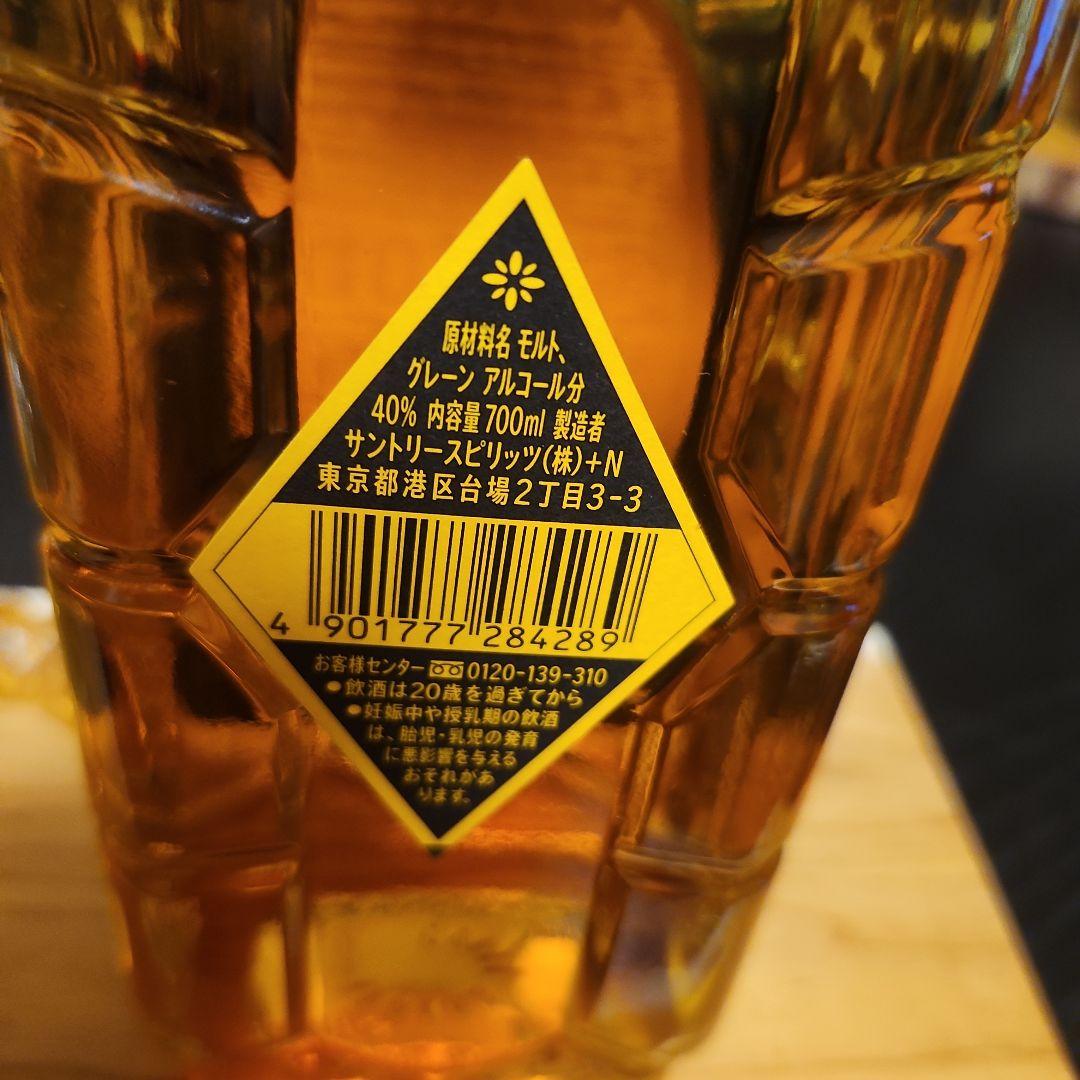 原材料名 モルト、
グレーン アルコール分
40% 内容量700ml 製造者
サントリースピリッツ(株)+N
東京都港区台場2丁目3-3
4 901777 284289
お客様センター 0120-139-310
●飲酒は20歳を過ぎてから
●妊娠中や授乳期の飲酒
は、胎児・乳児の発育
に悪影響を与える
おそれがあ
ります。